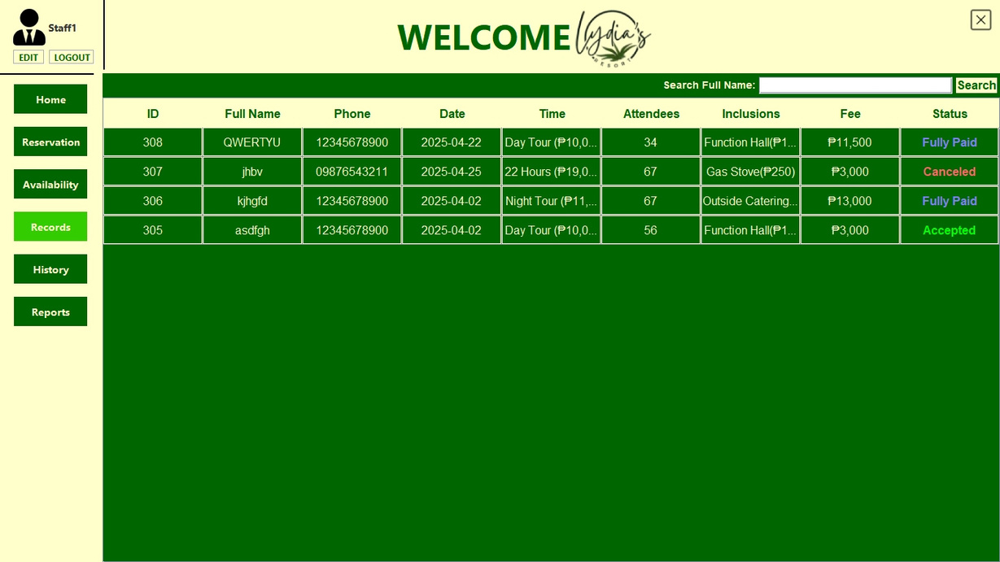 Staff1
EDIT LOGOUT
WELCOME Lydia's
RESORT
Search Full Name: Search
Home
Reservation
Availability
Records
History
Reports
ID Full Name Phone Date Time Attendees Inclusions Fee Status
308 QWERTYU 12345678900 2025-04-22 Day Tour (₱10,0... 34 Function Hall(₱1... ₱11,500 Fully Paid
307 jhbv 09876543211 2025-04-25 22 Hours (₱19,0... 67 Gas Stove(₱250) ₱3,000 Canceled
306 kjhgfd 12345678900 2025-04-02 Night Tour (₱11,... 67 Outside Catering... ₱13,000 Fully Paid
305 asdfgh 12345678900 2025-04-02 Day Tour (₱10,0... 56 Function Hall(₱1... ₱3,000 Accepted